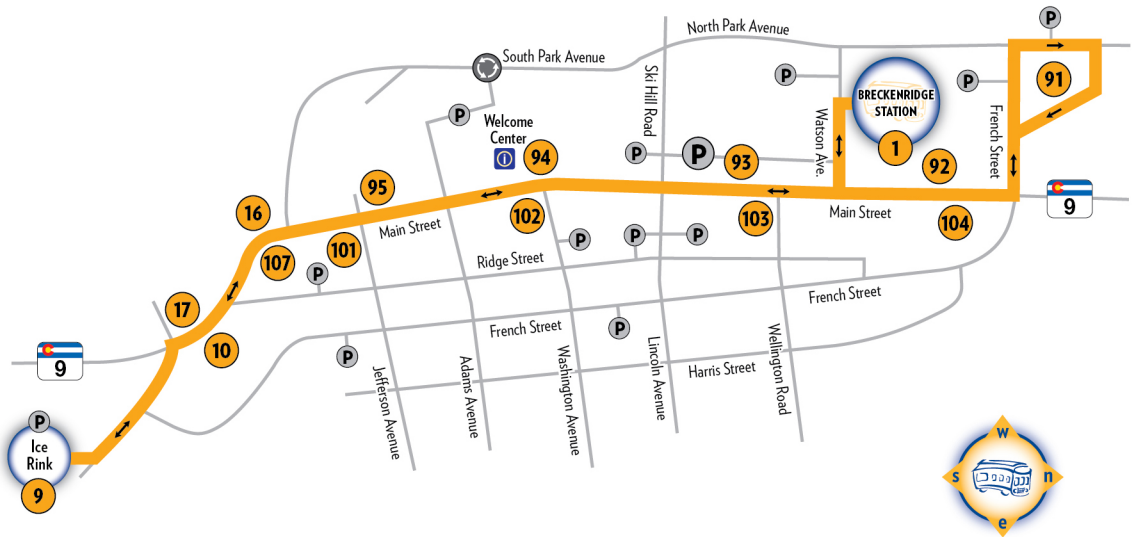 P
North Park Avenue
South Park Avenue
P
P
91
BRECKENRIDGE
STATION
1
Ski Hill Road
Watson Ave.
French Street
P
Welcome
Center
i
94
P
P
93
92
95
9
16
102
103
Main Street
104
Main Street
101
107
P
P
P
P
Ridge Street
17
French Street
10
French Street
P
P
9
Jefferson Avenue
Adams Avenue
Washington Avenue
Lincoln Avenue
Wellington Road
Harris Street
P
Ice
Rink
9
w
s
n
e